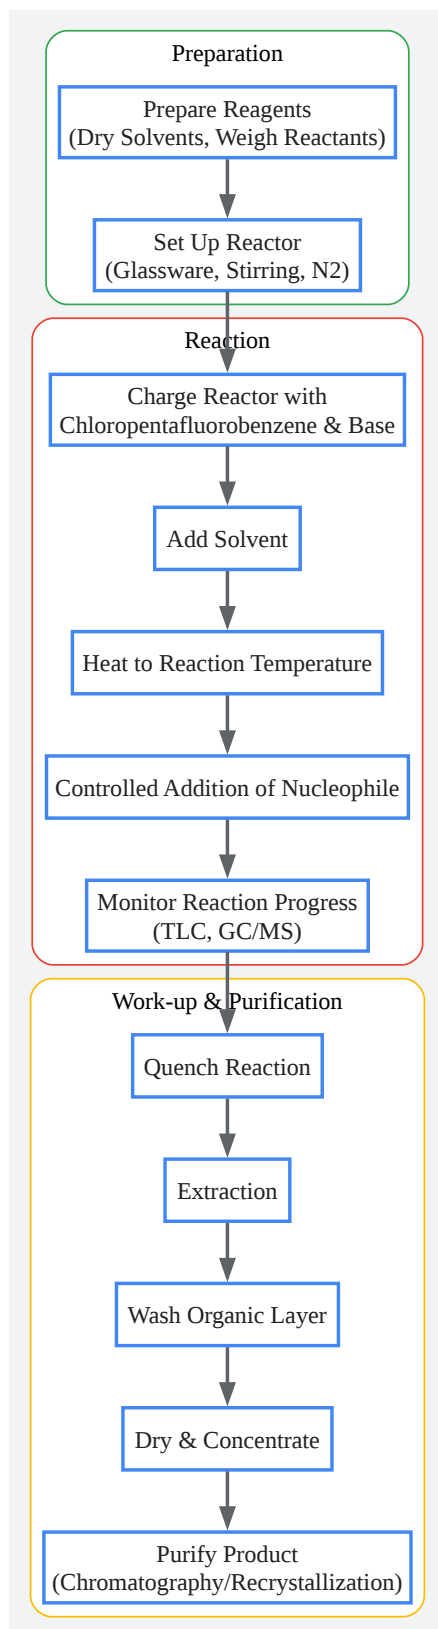 Preparation
Prepare Reagents
(Dry Solvents, Weigh Reactants)
Set Up Reactor
(Glassware, Stirring, N2)
Reaction
Charge Reactor with
Chloropentafluorobenzene & Base
Add Solvent
Heat to Reaction Temperature
Controlled Addition of Nucleophile
Monitor Reaction Progress
(TLC, GC/MS)
Work-up & Purification
Quench Reaction
Extraction
Wash Organic Layer
Dry & Concentrate
Purify Product
(Chromatography/Recrystallization)